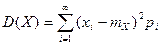 D(X) = ∑_{i=1}^{∞} (x_i − m_X)² p_i